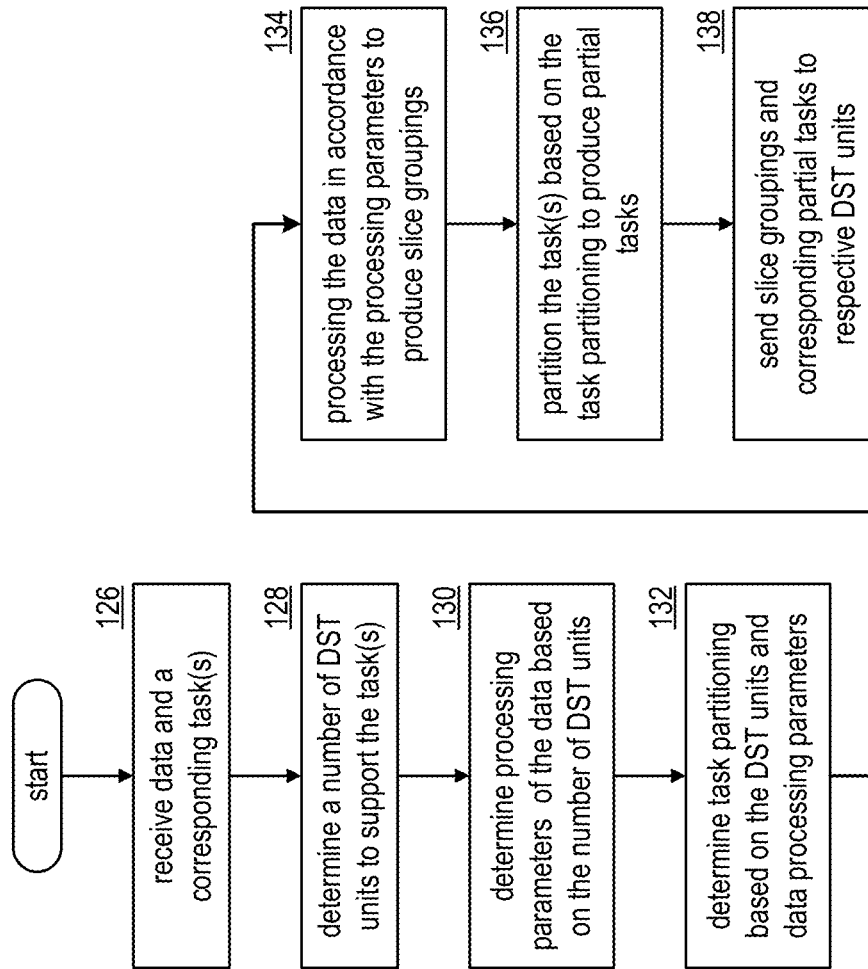 start
126
receive data and a
corresponding task(s)
128
determine a number of DST
units to support the task(s)
130
determine processing
parameters of the data based
on the number of DST units
132
determine task partitioning
based on the DST units and
data processing parameters
134
processing the data in accordance
with the processing parameters to
produce slice groupings
136
partition the task(s) based on the
task partitioning to produce partial
tasks
138
send slice groupings and
corresponding partial tasks to
respective DST units